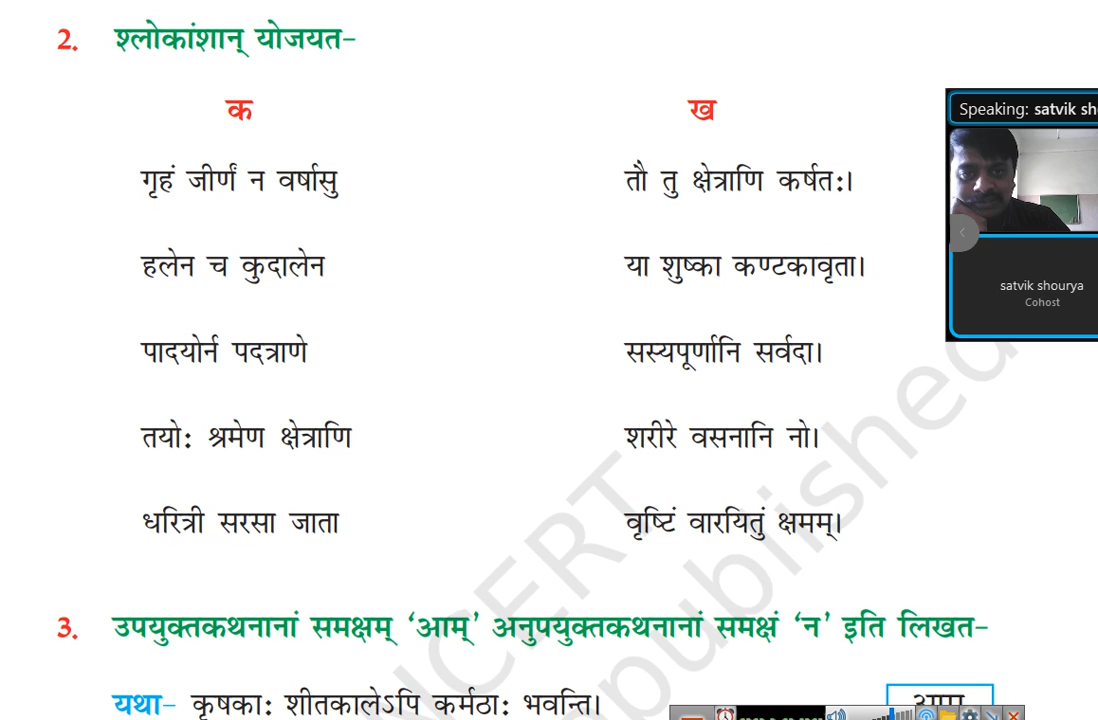 2. श्लोकांशान् योजयत-
क ख
गृहं जीर्णं न वर्षासु तौ तु क्षेत्राणि कर्षतः।
हलेन च कुदालेन या शुष्का कण्टकावृता।
पादयोर्न पदत्राणे सस्यपूर्णानि सर्वदा।
तयोः श्रमेण क्षेत्राणि शरीरे वसनानि नो।
धरित्री सरसा जाता वृष्टिं वारयितुं क्षमम्।
3. उपयुक्तकथनानां समक्षम् ‘आम्’ अनुपयुक्तकथनानां समक्षं ‘न’ इति लिखत-
यथा- कृषकाः शीतकालेऽपि कर्मठाः भवन्ति।
Speaking: satvik sh
satvik shourya
Cohost
NCERT
published